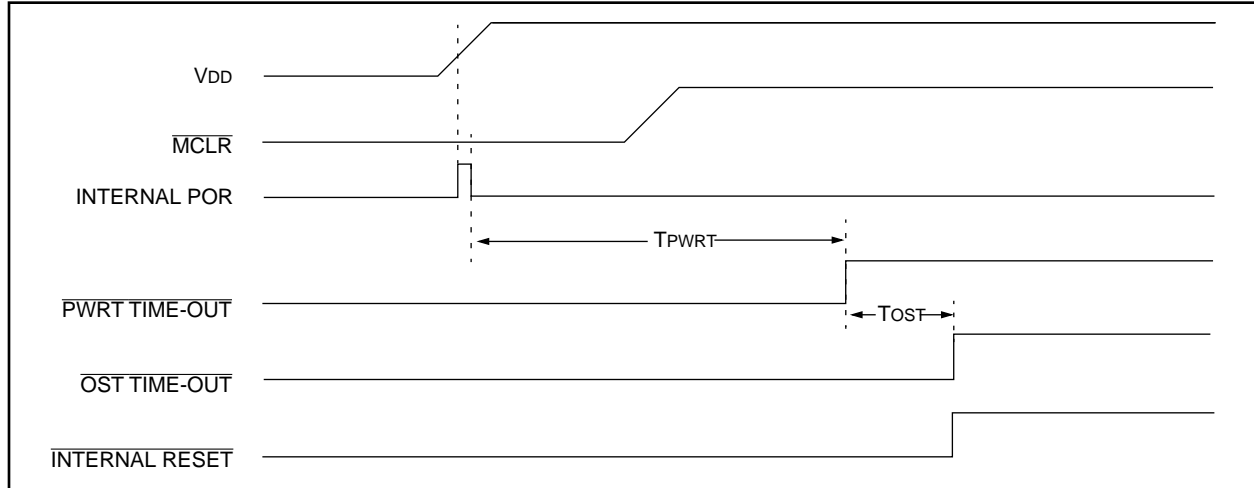 VDD
MCLR
INTERNAL POR
TPWRT
PWRT TIME-OUT
TOST
OST TIME-OUT
INTERNAL RESET